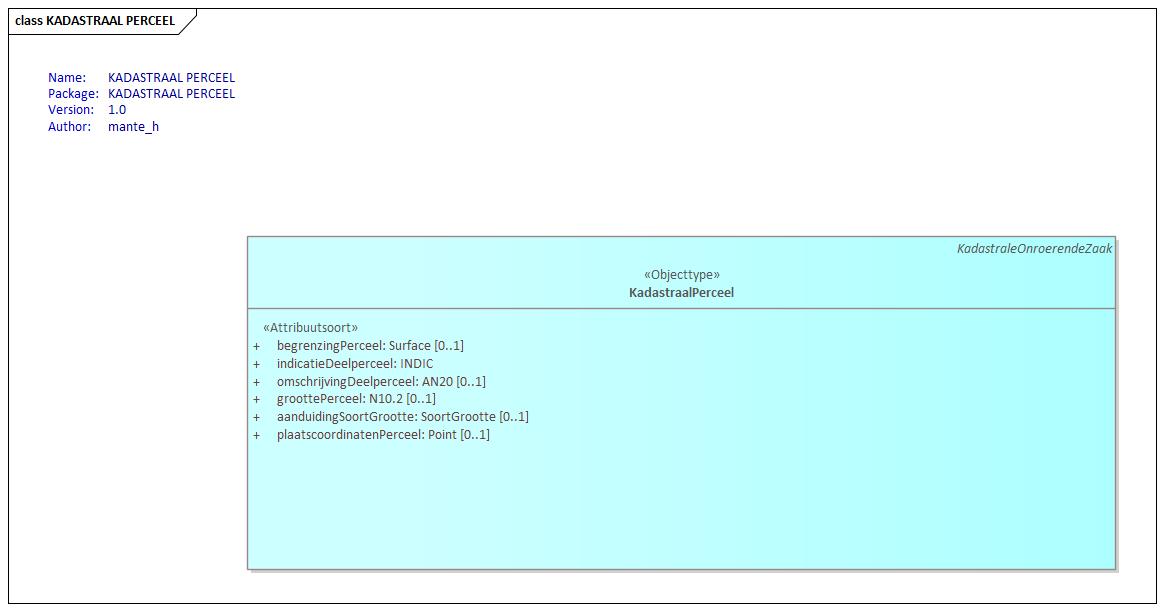 class KADASTRAAL PERCEEL
Name: KADASTRAAL PERCEEL
Package: KADASTRAAL PERCEEL
Version: 1.0
Author: mante_h
KadastraleOnroerendeZaak
«Objecttype»
KadastraalPerceel
«Attribuutsoort»
+ begrenzingPerceel: Surface [0..1]
+ indicatieDeelperceel: INDIC
+ omschrijvingDeelperceel: AN20 [0..1]
+ groottePerceel: N10.2 [0..1]
+ aanduidingSoortGrootte: SoortGrootte [0..1]
+ plaatscoordinatenPerceel: Point [0..1]